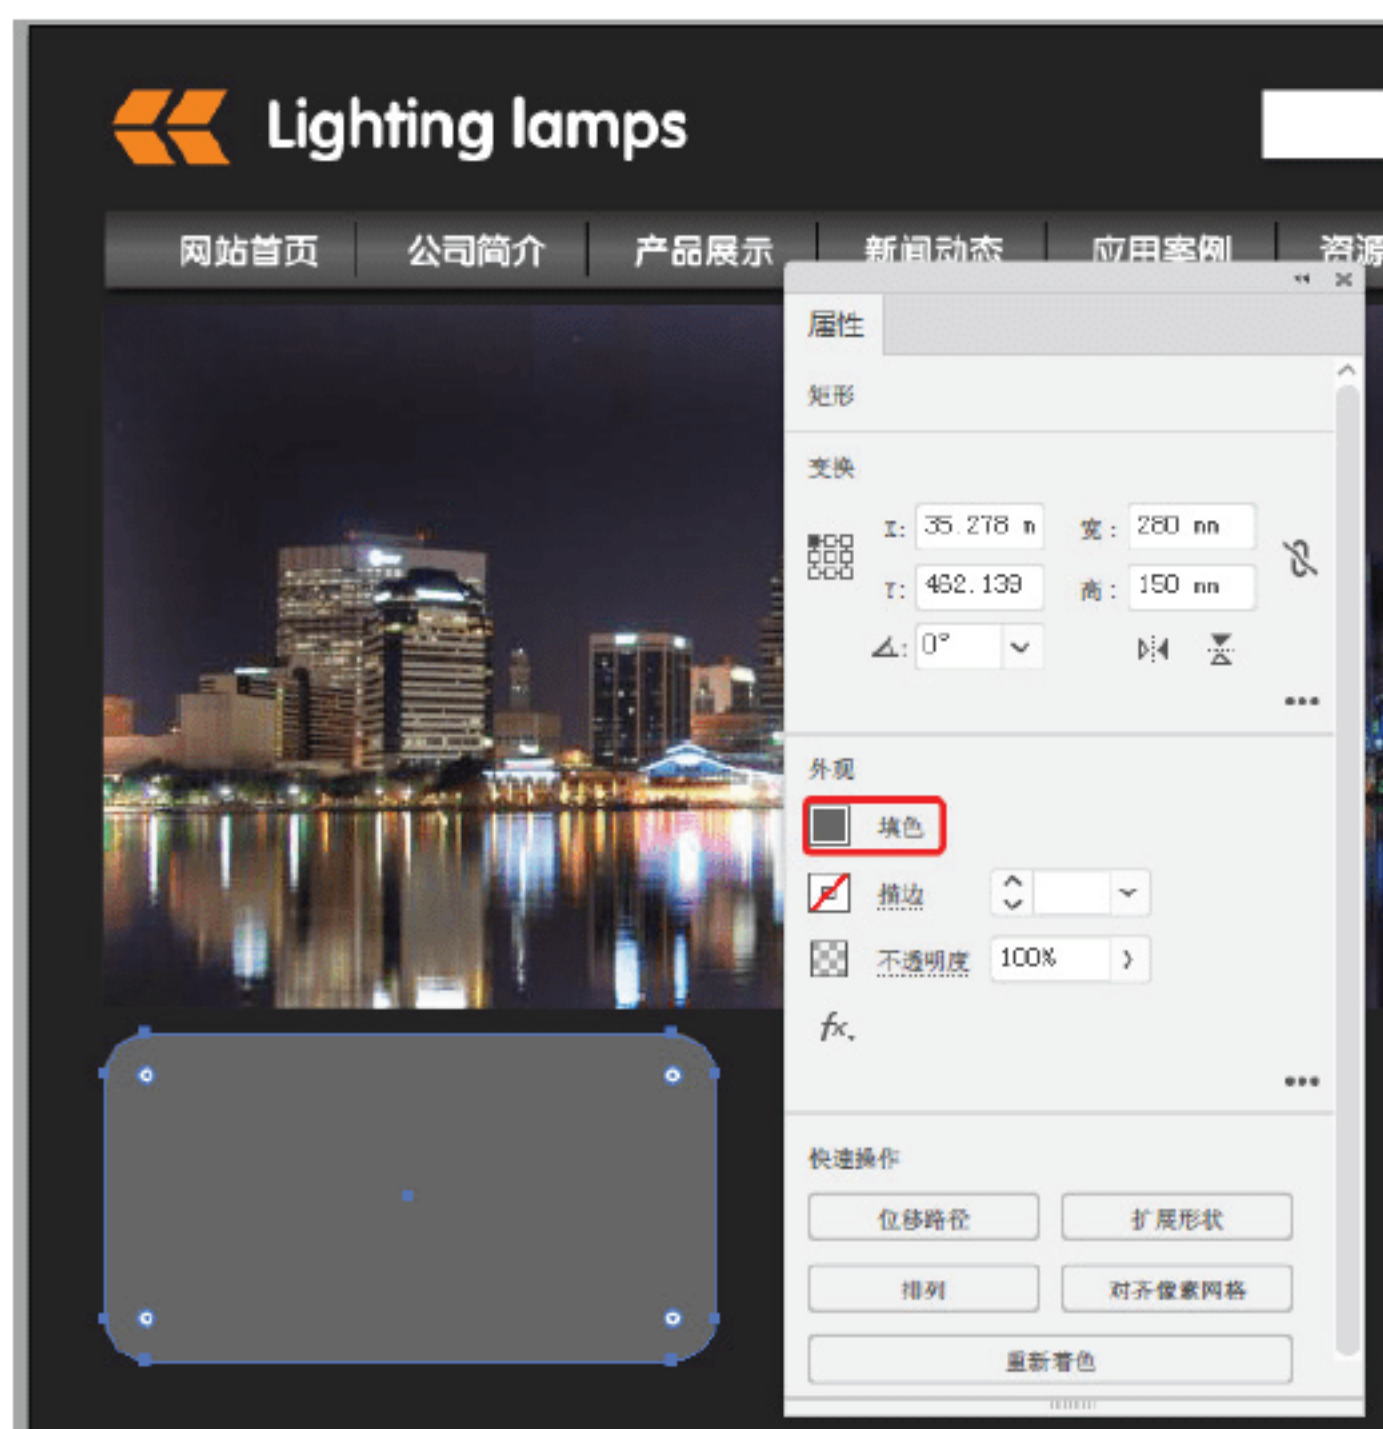 Lighting lamps
网站首页 公司简介 产品展示 新闻动态 应用案例 资源
属性
矩形
变换
X: 35.278 m 宽: 280 mm
Y: 462.139 高: 150 mm
0°
外观
填色
描边
不透明度 100%
fx
快速操作
位移路径 扩展形状
排列 对齐像素网格
重新着色